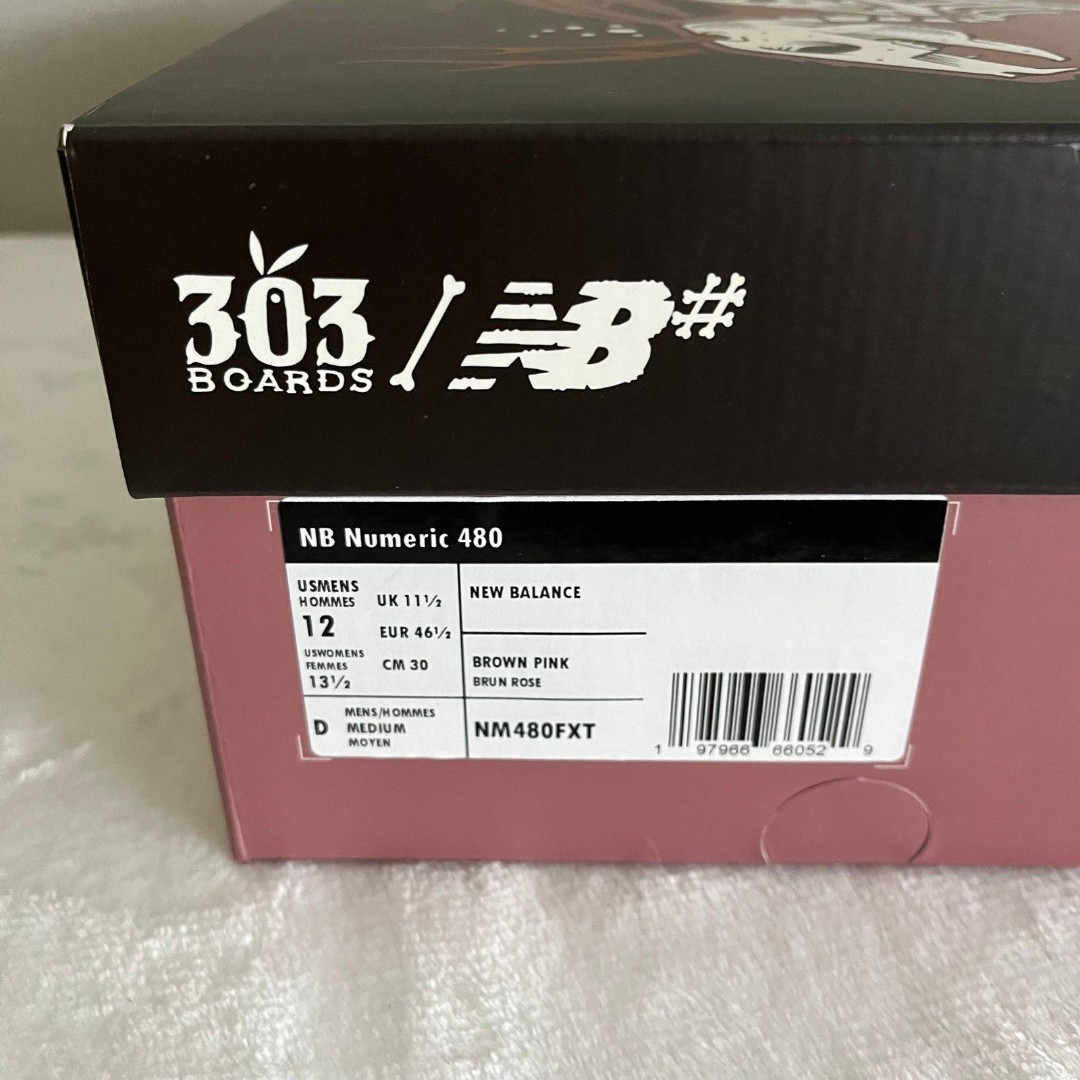 303 / NB#
BOARDS
NB Numeric 480
USMENS
HOMMES
12
USWOMENS
FEMMES
13½
UK 11½
EUR 46½
CM 30
D
MENS/HOMMES
MEDIUM
MOYEN
NEW BALANCE
BROWN PINK
BRUN ROSE
NM480FXT
1 97966 66052 9